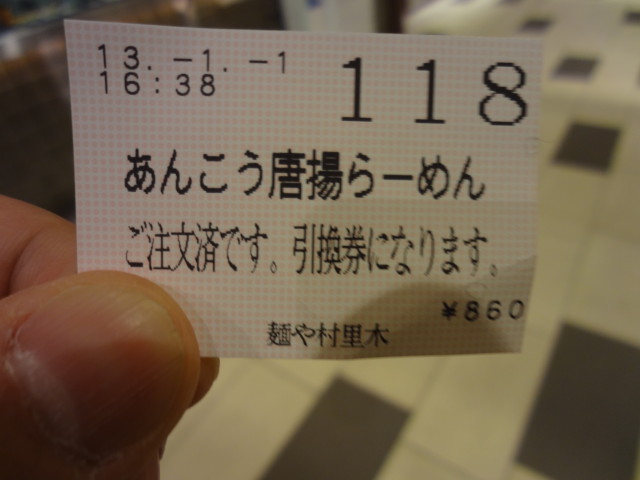 13.-1.-1
16:38
118
あんこう唐揚らーめん
ご注文済です。引換券になります。
¥860
麺や村里木